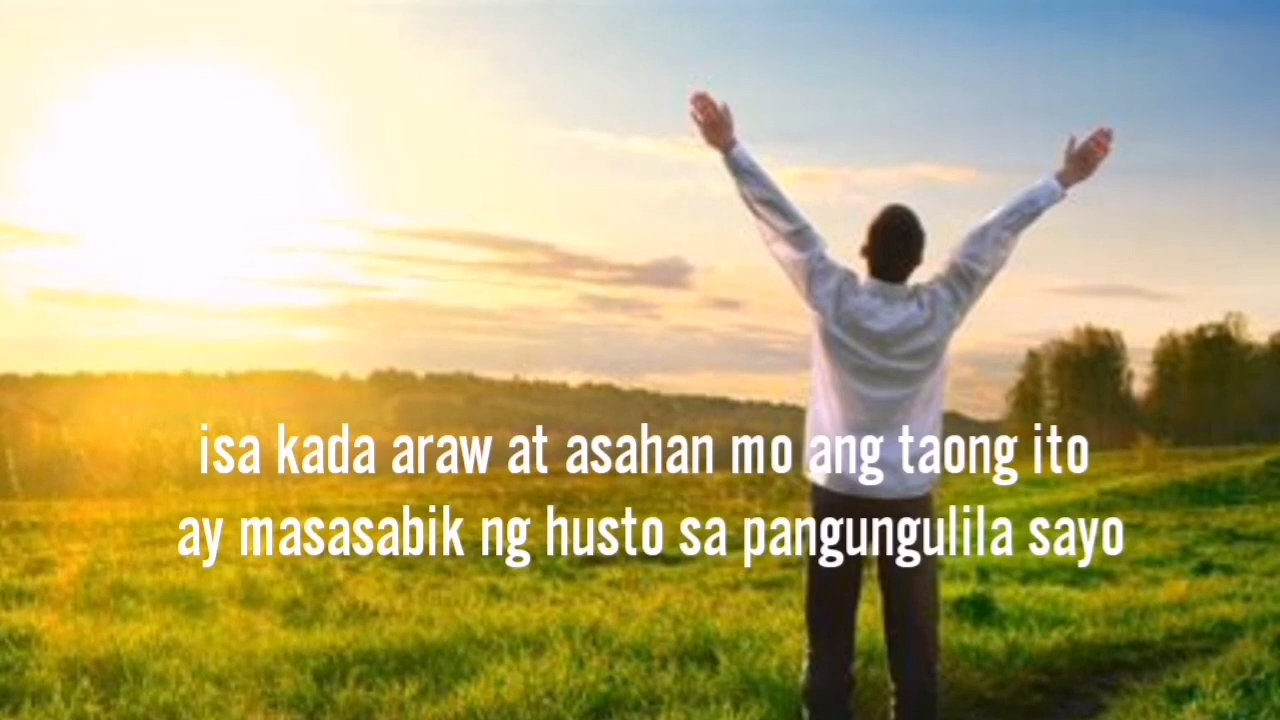 isa kada araw at asahan mo ang taong ito
ay masasabik ng husto sa pangungulila sayo